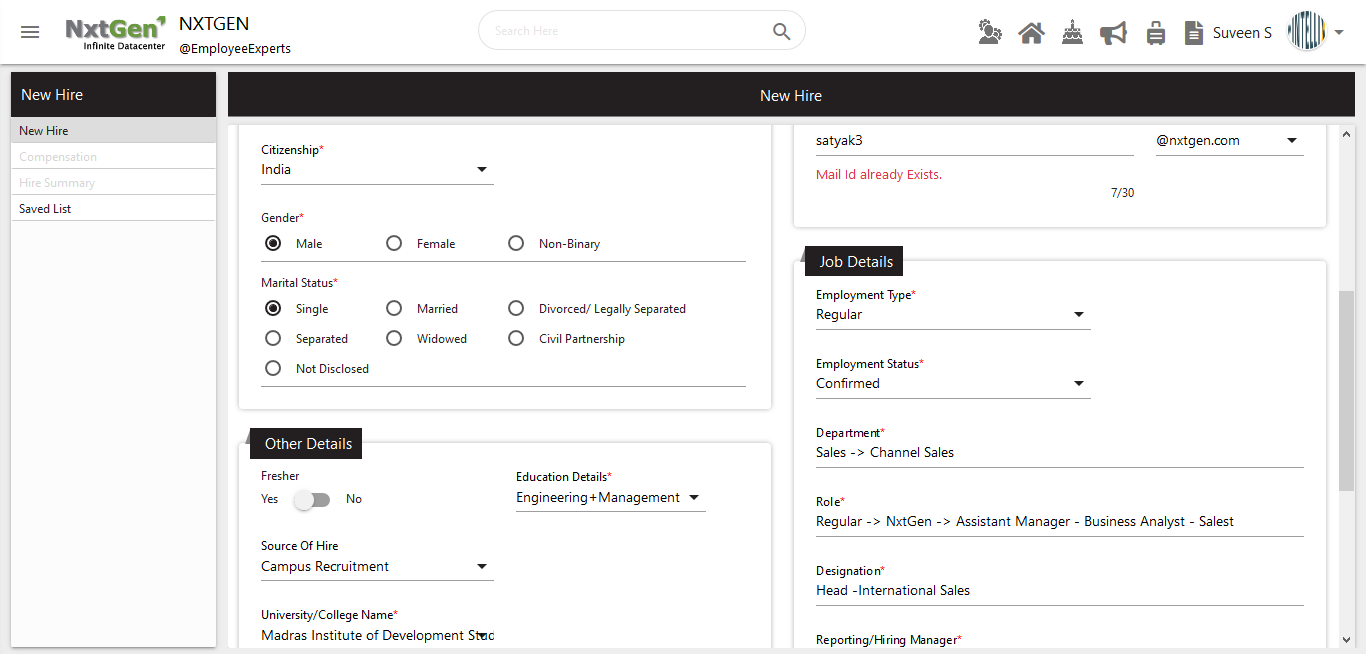 NxtGen
Infinite Datacenter
NXTGEN
@EmployeeExperts
Search Here
Suveen S
New Hire
New Hire
Compensation
Hire Summary
Saved List
New Hire
Citizenship*
India
Gender*
Male Female Non-Binary
Marital Status*
Single Married Divorced/ Legally Separated
Separated Widowed Civil Partnership
Not Disclosed
Other Details
Fresher
Yes No
Education Details*
Engineering+Management
Source Of Hire
Campus Recruitment
University/College Name*
Madras Institute of Development Stud
satyak3
@nxtgen.com
Mail Id already Exists.
7/30
Job Details
Employment Type*
Regular
Employment Status*
Confirmed
Department*
Sales -> Channel Sales
Role*
Regular -> NxtGen -> Assistant Manager - Business Analyst - Salest
Designation*
Head -International Sales
Reporting/Hiring Manager*